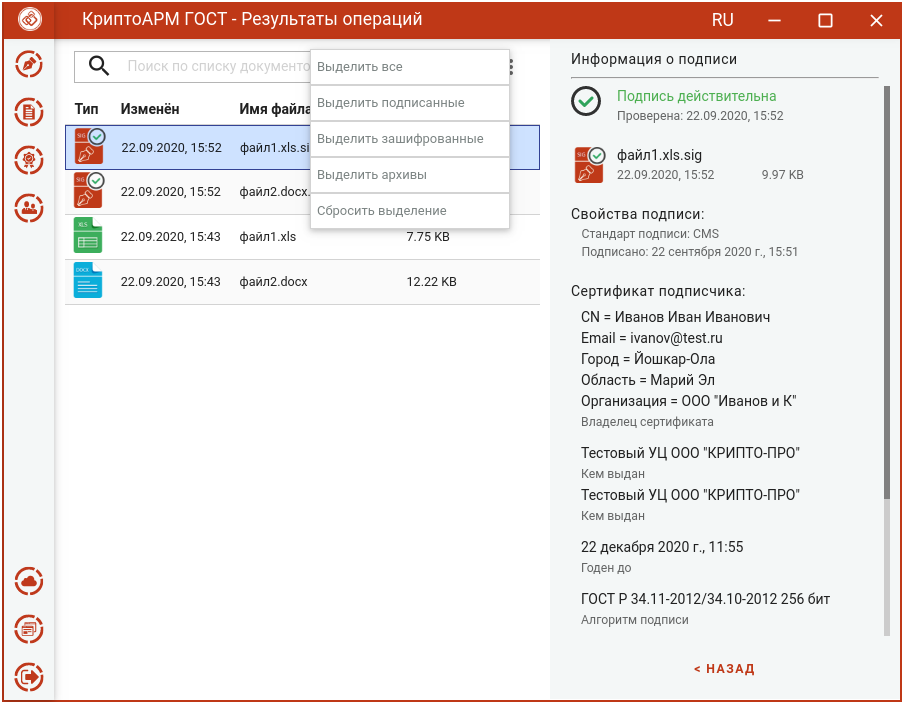 КриптоАРМ ГОСТ - Результаты операций
RU
Поиск по списку документо
Выделить все
Выделить подписанные
Выделить зашифрованные
Выделить архивы
Сбросить выделение
Тип Изменён Имя файла
SIG 22.09.2020, 15:52 файл1.xls.si
SIG 22.09.2020, 15:52 файл2.docx.
XLS 22.09.2020, 15:43 файл1.xls 7.75 KB
DOCX 22.09.2020, 15:43 файл2.docx 12.22 KB
Информация о подписи
Подпись действительна
Проверена: 22.09.2020, 15:52
SIG файл1.xls.sig
22.09.2020, 15:52 9.97 KB
Свойства подписи:
Стандарт подписи: CMS
Подписано: 22 сентября 2020 г., 15:51
Сертификат подписчика:
CN = Иванов Иван Иванович
Email = ivanov@test.ru
Город = Йошкар-Ола
Область = Марий Эл
Организация = ООО "Иванов и К"
Владелец сертификата
Тестовый УЦ ООО "КРИПТО-ПРО"
Кем выдан
Тестовый УЦ ООО "КРИПТО-ПРО"
Кем выдан
22 декабря 2020 г., 11:55
Годен до
ГОСТ Р 34.11-2012/34.10-2012 256 бит
Алгоритм подписи
< НАЗАД